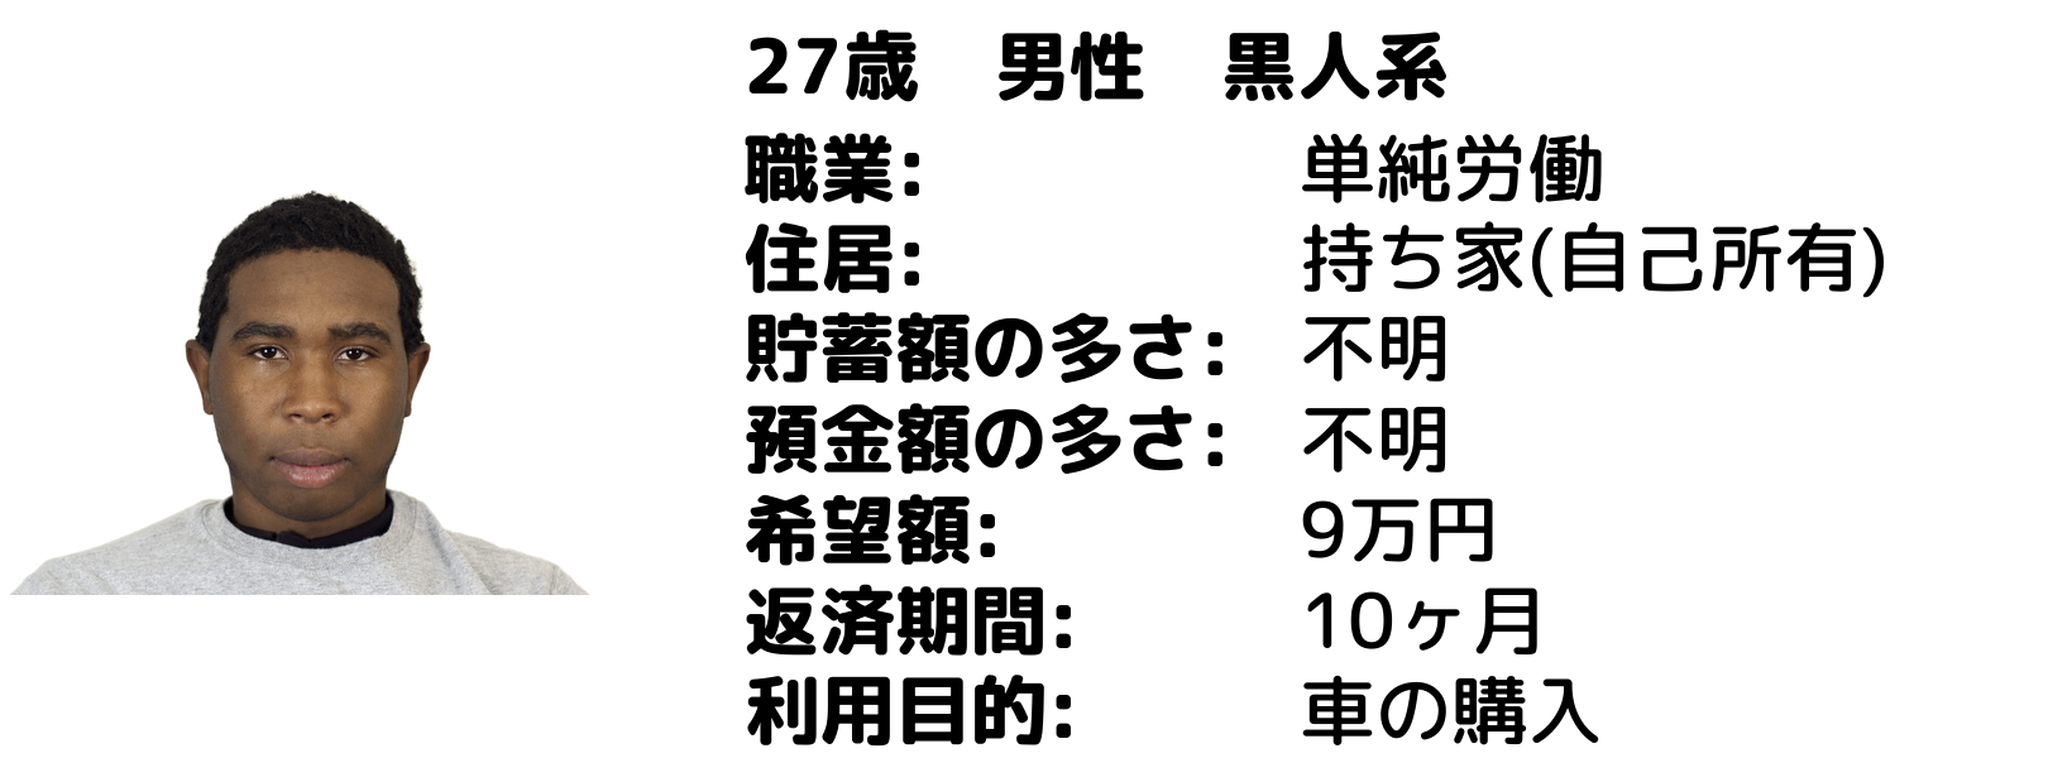 27歳　男性　黒人系
職業: 単純労働
住居: 持ち家(自己所有)
貯蓄額の多さ: 不明
預金額の多さ: 不明
希望額: 9万円
返済期間: 10ヶ月
利用目的: 車の購入